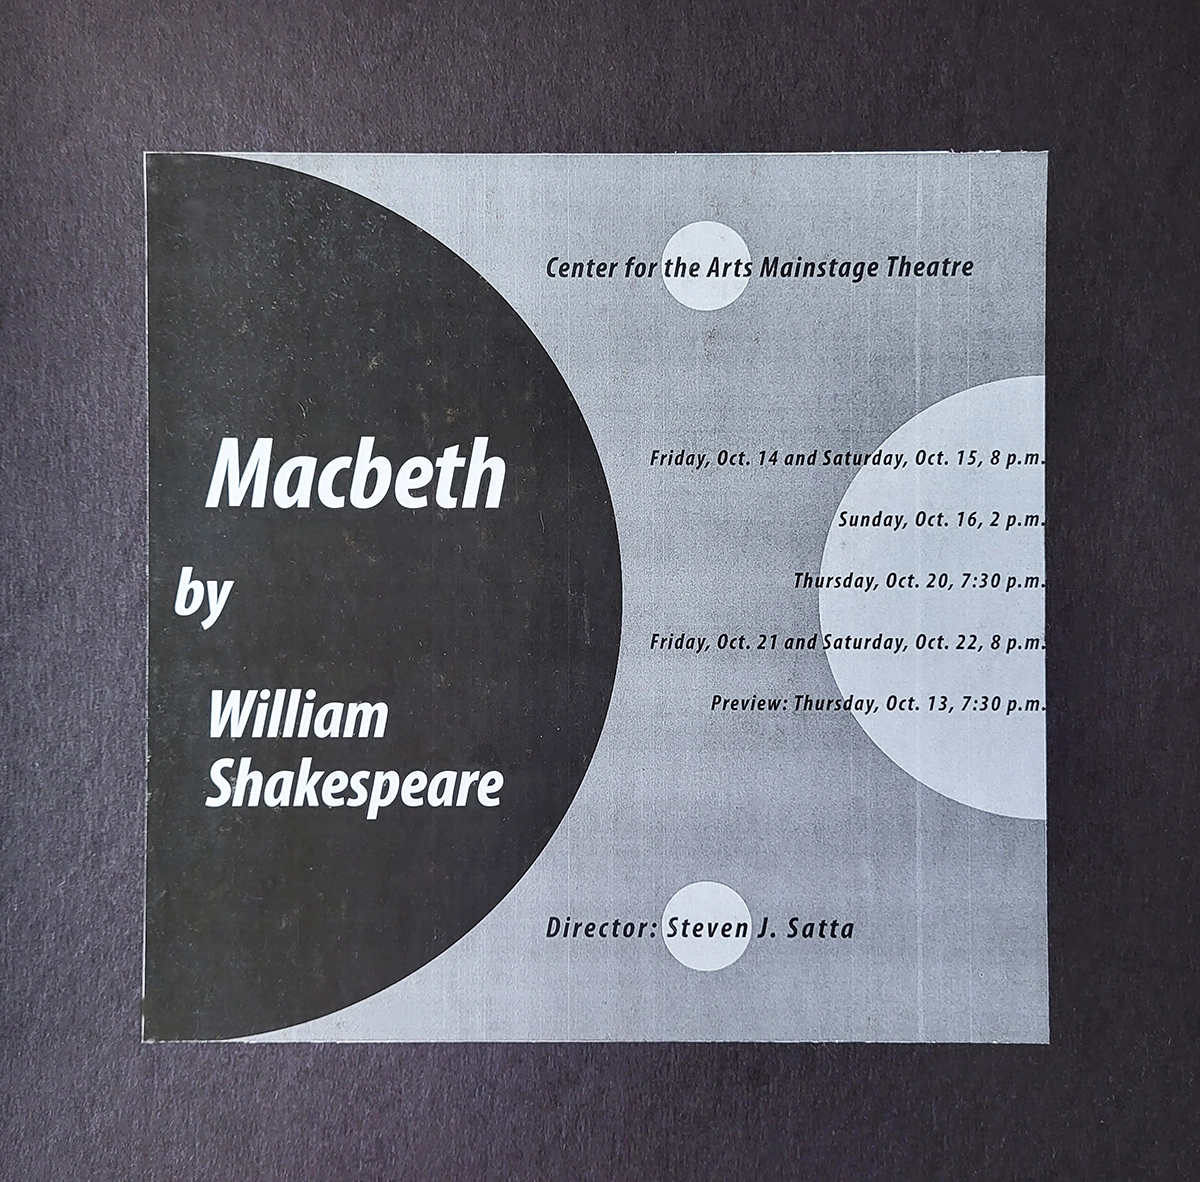 Macbeth
by
William
Shakespeare
Center for the Arts Mainstage Theatre
Friday, Oct. 14 and Saturday, Oct. 15, 8 p.m.
Sunday, Oct. 16, 2 p.m.
Thursday, Oct. 20, 7:30 p.m.
Friday, Oct. 21 and Saturday, Oct. 22, 8 p.m.
Preview: Thursday, Oct. 13, 7:30 p.m.
Director: Steven J. Satta